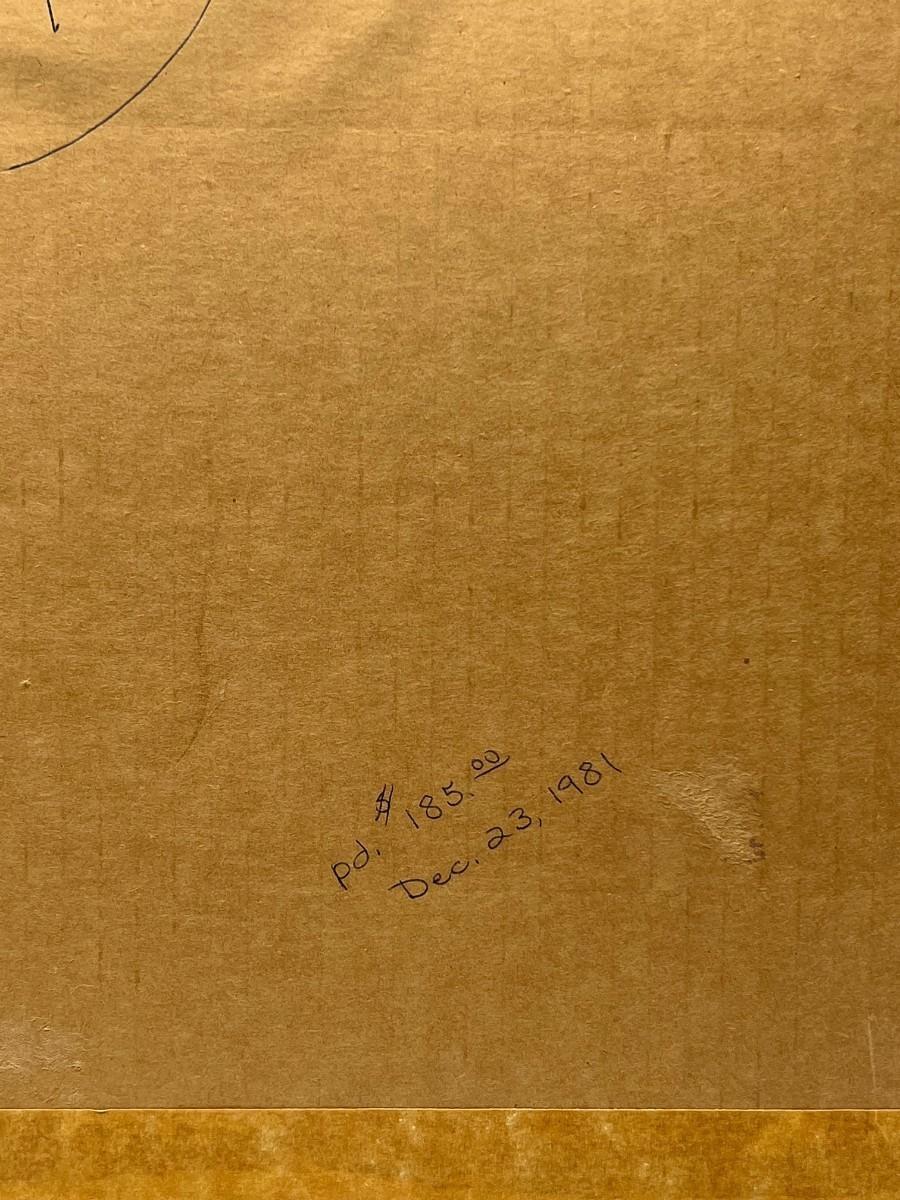 pd. $185.00
Dec. 23, 1981